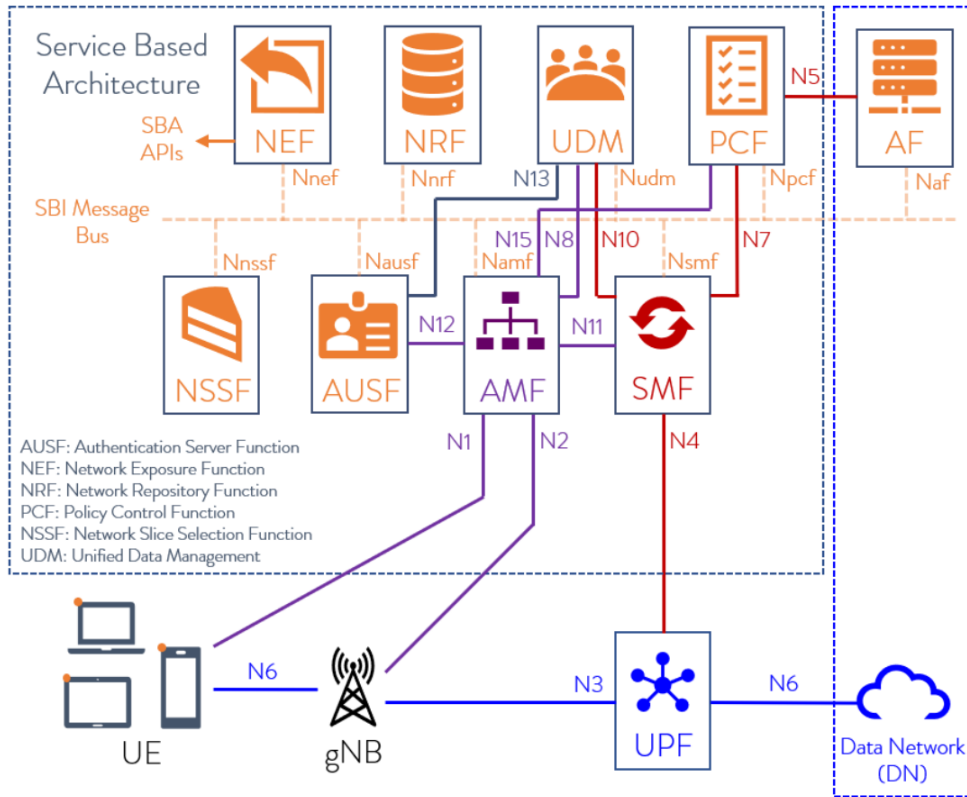 Service Based
Architecture
SBA
APIs
NEF
NRF
UDM
PCF
N5
AF
Nnef
Nnrf
N13
Nudm
Npcf
Naf
SBI Message
Bus
Nnssf
Nausf
N15
Namf
N8
N10
Nsmf
N7
NSSF
AUSF
N12
AMF
N11
SMF
N1
N2
N4
AUSF: Authentication Server Function
NEF: Network Exposure Function
NRF: Network Repository Function
PCF: Policy Control Function
NSSF: Network Slice Selection Function
UDM: Unified Data Management
UE
N6
gNB
N3
UPF
N6
Data Network
(DN)